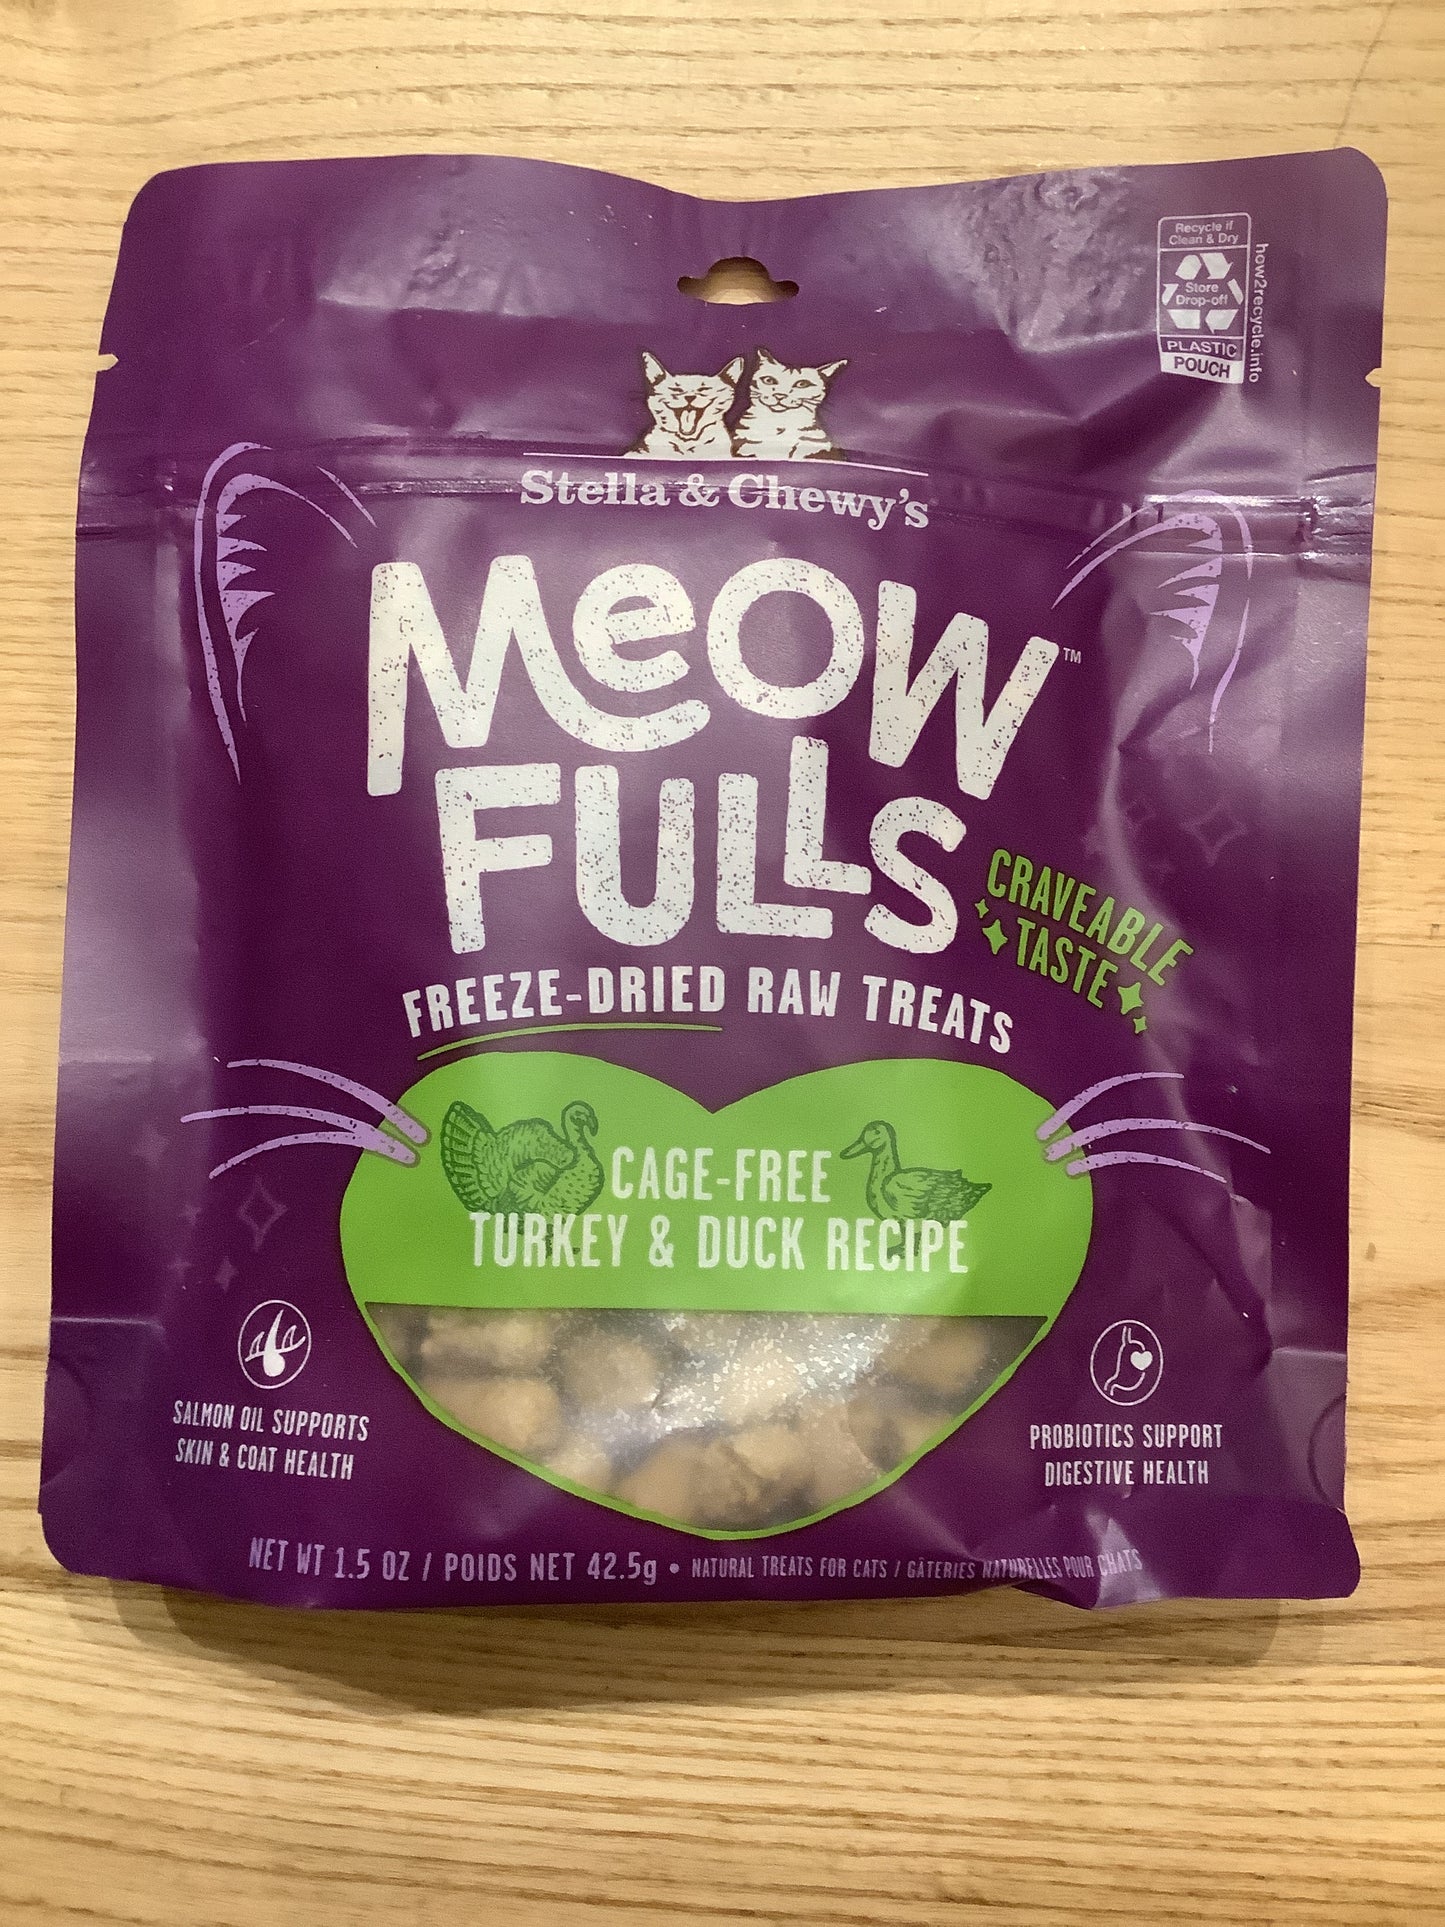 Recycle if
Clean & Dry
Store
Drop-off
PLASTIC
POUCH
how2recycle.info
Stella & Chewy's
MeOW™
FULLS
CRAVEABLE
TASTE
FREEZE-DRIED RAW TREATS
CAGE-FREE
TURKEY & DUCK RECIPE
SALMON OIL SUPPORTS
SKIN & COAT HEALTH
PROBIOTICS SUPPORT
DIGESTIVE HEALTH
NET WT 1.5 OZ / POIDS NET 42.5g • NATURAL TREATS FOR CATS / GÂTERIES NATURELLES POUR CHATS